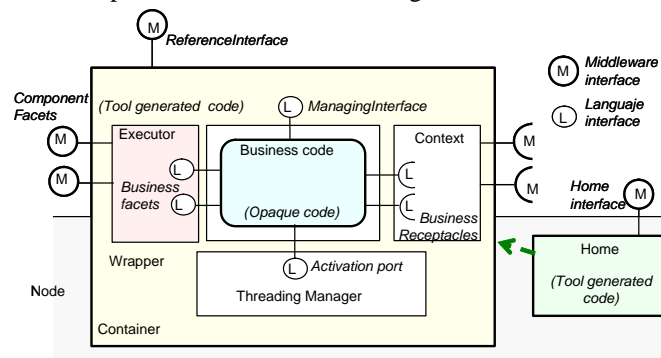 M
ReferenceInterface
M Middleware
interface
L Languaje
interface
Component
Facets
(Tool generated code)
L ManagingInterface
Executor
Context
M
M
Business code
L
L
Business
facets
(Opaque code)
L
L
Business
Receptacles
M
M
Home
interface
M
Wrapper
L Activation port
Threading Manager
Node
Container
Home
(Tool generated
code)